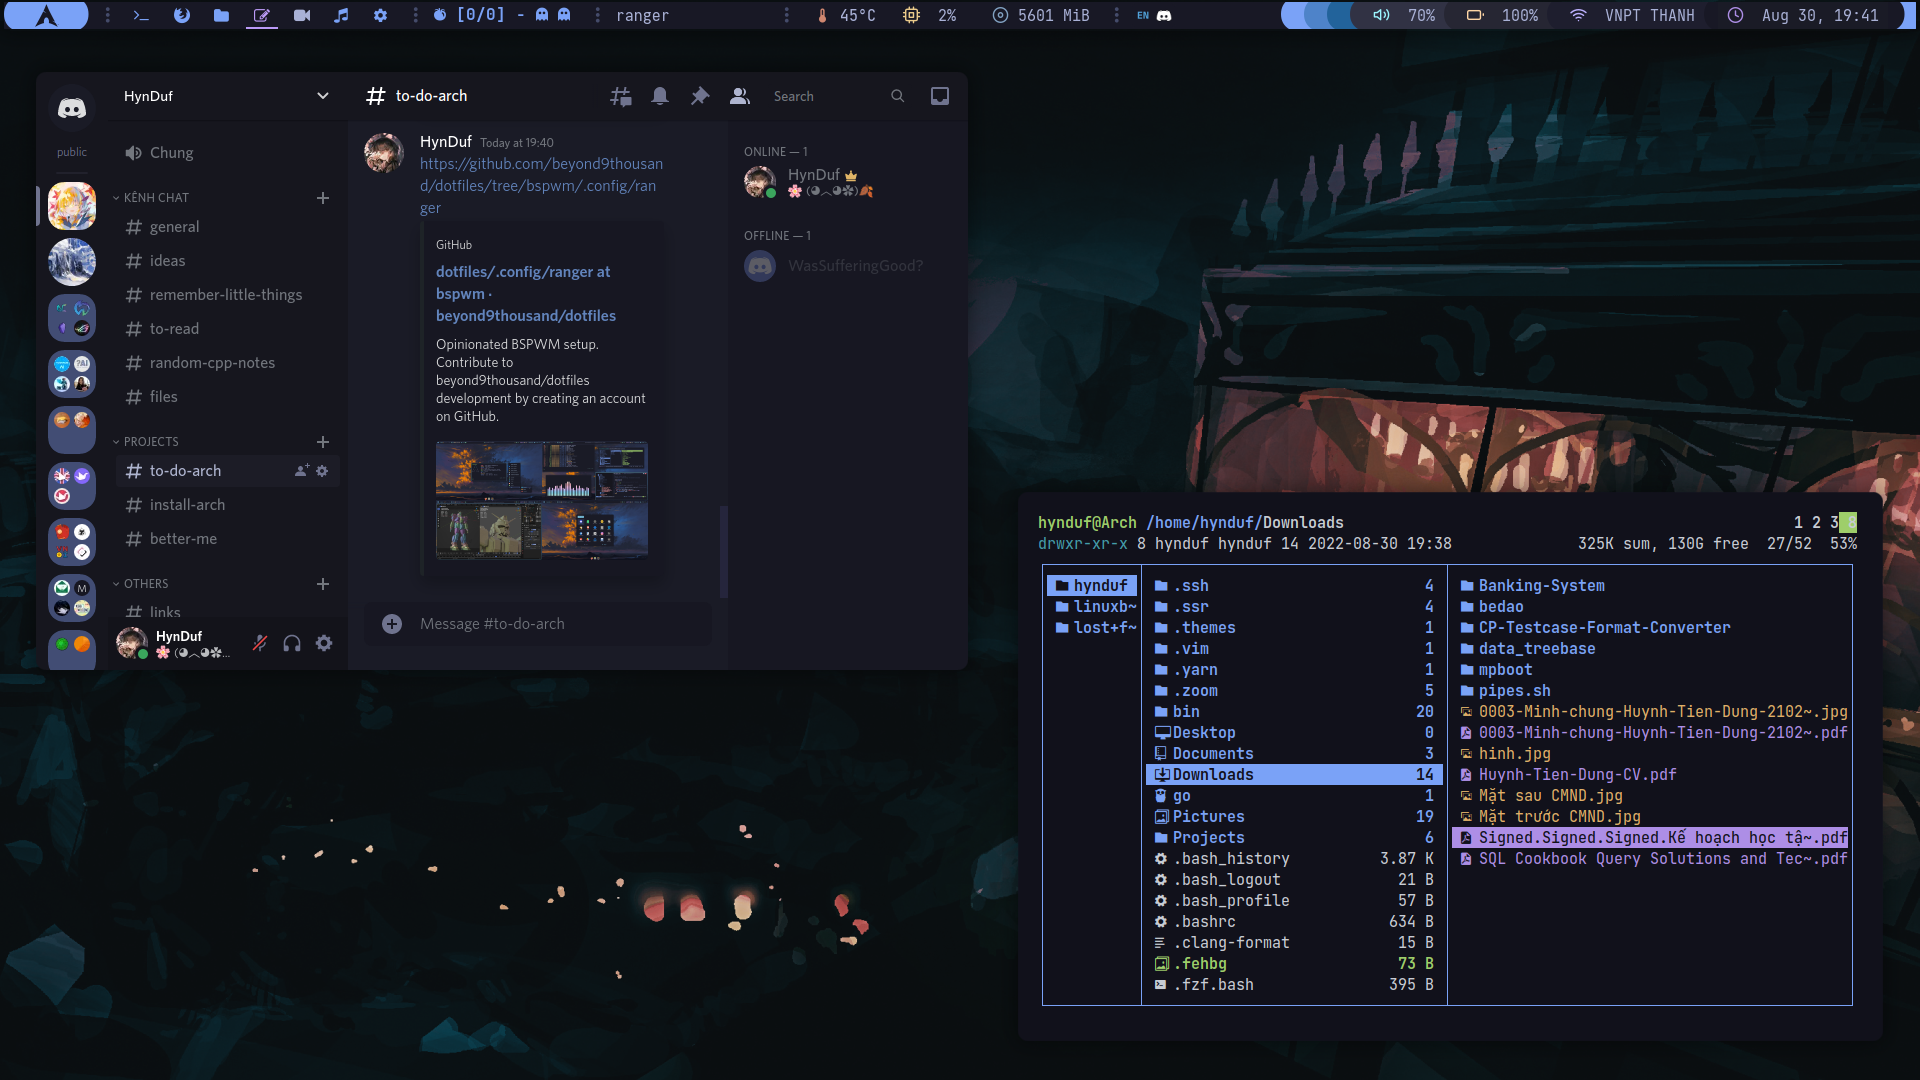 [0/0] -
ranger
45°C
2%
5601 MiB
EN
70%
100%
VNPT THANH
Aug 30, 19:41
public
HynDuf
Chung
KÊNH CHAT
general
ideas
remember-little-things
to-read
random-cpp-notes
files
PROJECTS
to-do-arch
install-arch
better-me
OTHERS
links
HynDuf
to-do-arch
Search
HynDuf Today at 19:40
https://github.com/beyond9thousan
d/dotfiles/tree/bspwm/.config/ran
ger
GitHub
dotfiles/.config/ranger at
bspwm ·
beyond9thousand/dotfiles
Opinionated BSPWM setup.
Contribute to
beyond9thousand/dotfiles
development by creating an account
on GitHub.
Message #to-do-arch
ONLINE — 1
HynDuf
OFFLINE — 1
WasSufferingGood?
hynduf@Arch /home/hynduf/Downloads 1 2 3 8
drwxr-xr-x 8 hynduf hynduf 14 2022-08-30 19:38 325K sum, 130G free 27/52 53%
hynduf
linuxb~
lost+f~
.ssh 4
.ssr 4
.themes 1
.vim 1
.yarn 1
.zoom 5
bin 20
Desktop 0
Documents 3
Downloads 14
go 1
Pictures 19
Projects 6
.bash_history 3.87 K
.bash_logout 21 B
.bash_profile 57 B
.bashrc 634 B
.clang-format 15 B
.fehbg 73 B
.fzf.bash 395 B
Banking-System
bedao
CP-Testcase-Format-Converter
data_treebase
mpboot
pipes.sh
0003-Minh-chung-Huynh-Tien-Dung-2102~.jpg
0003-Minh-chung-Huynh-Tien-Dung-2102~.pdf
hinh.jpg
Huynh-Tien-Dung-CV.pdf
Mặt sau CMND.jpg
Mặt trước CMND.jpg
Signed.Signed.Signed.Kế hoạch học tậ~.pdf
SQL Cookbook Query Solutions and Tec~.pdf